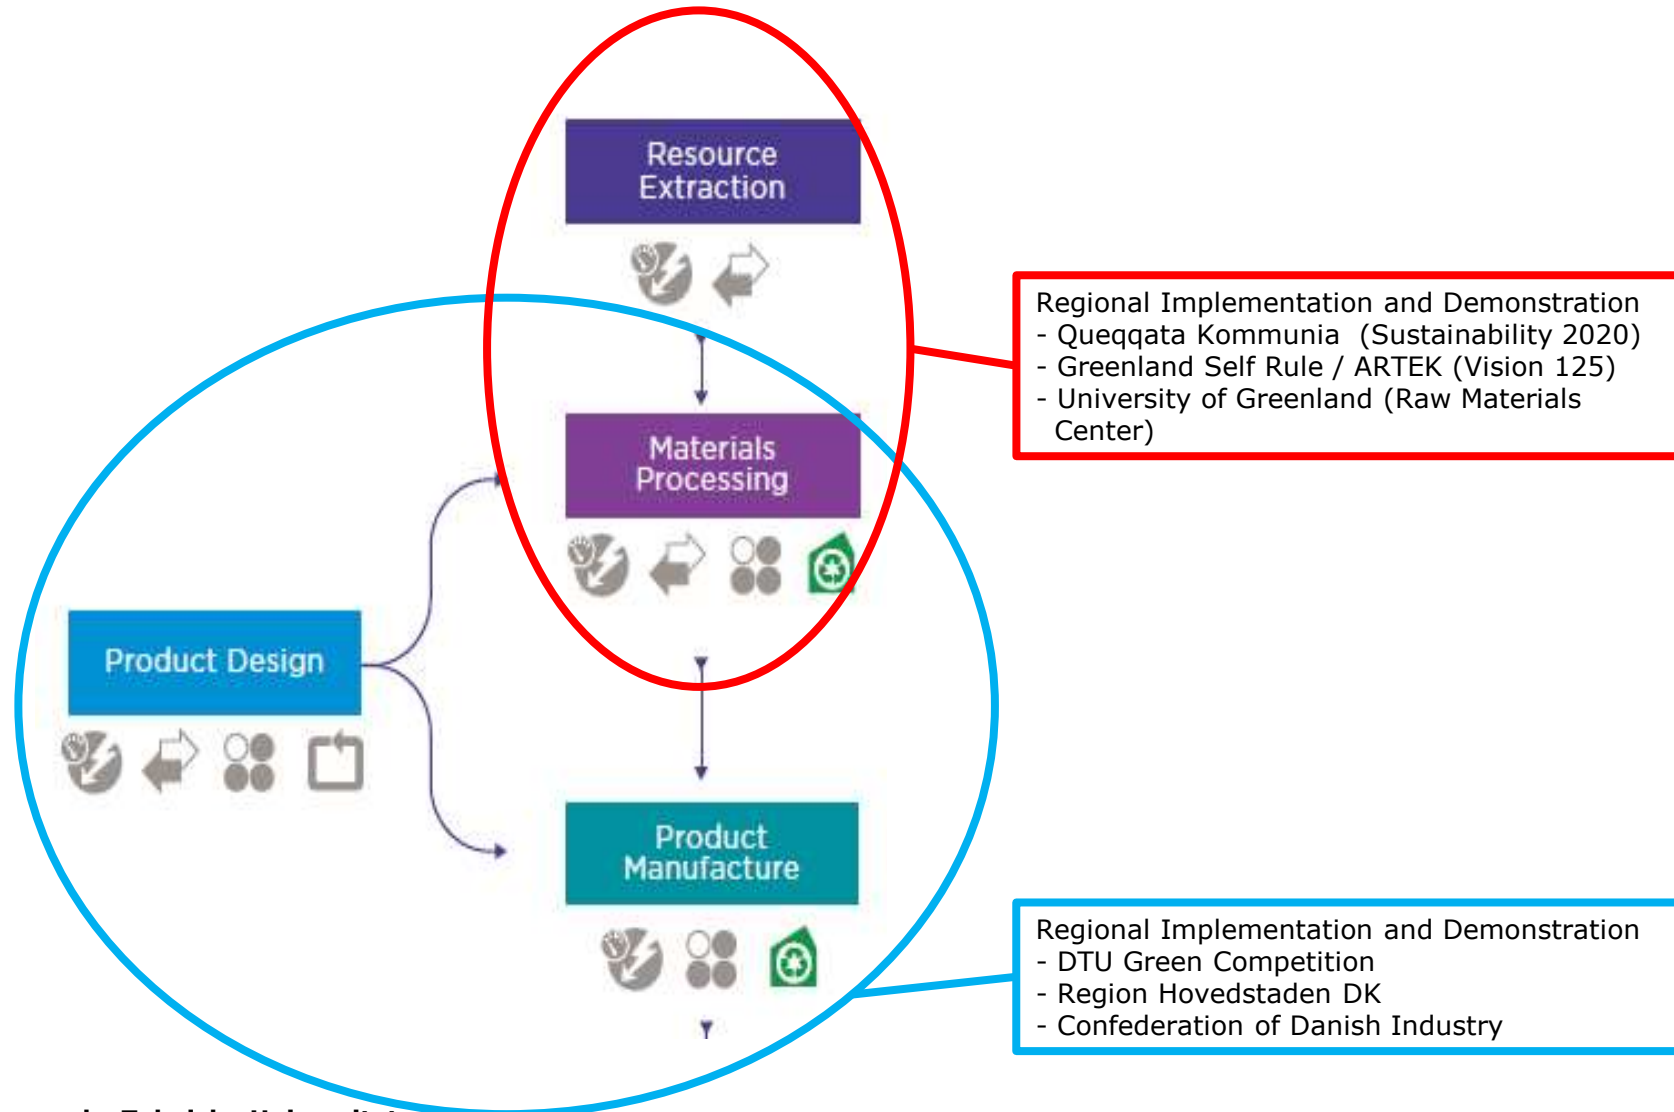 Resource
Extraction
Regional Implementation and Demonstration
- Queqqata Kommunia (Sustainability 2020)
- Greenland Self Rule / ARTEK (Vision 125)
- University of Greenland (Raw Materials
Center)
Materials
Processing
Product Design
Product
Manufacture
Regional Implementation and Demonstration
- DTU Green Competition
- Region Hovedstaden DK
- Confederation of Danish Industry